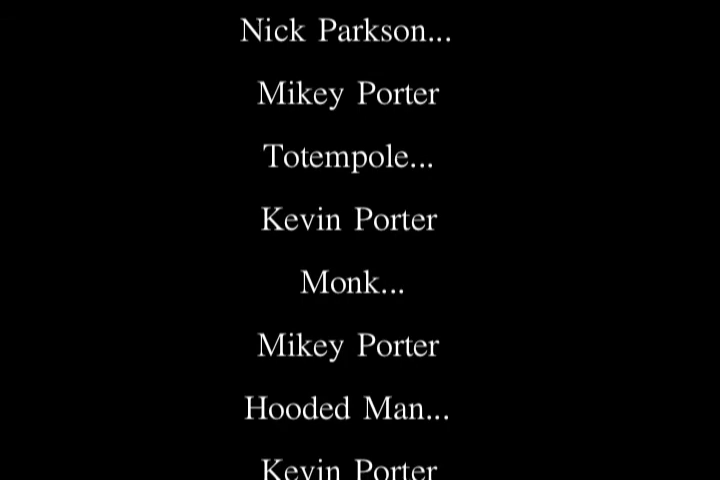 Nick Parkson...
Mikey Porter
Totempole...
Kevin Porter
Monk...
Mikey Porter
Hooded Man...
Kevin Porter